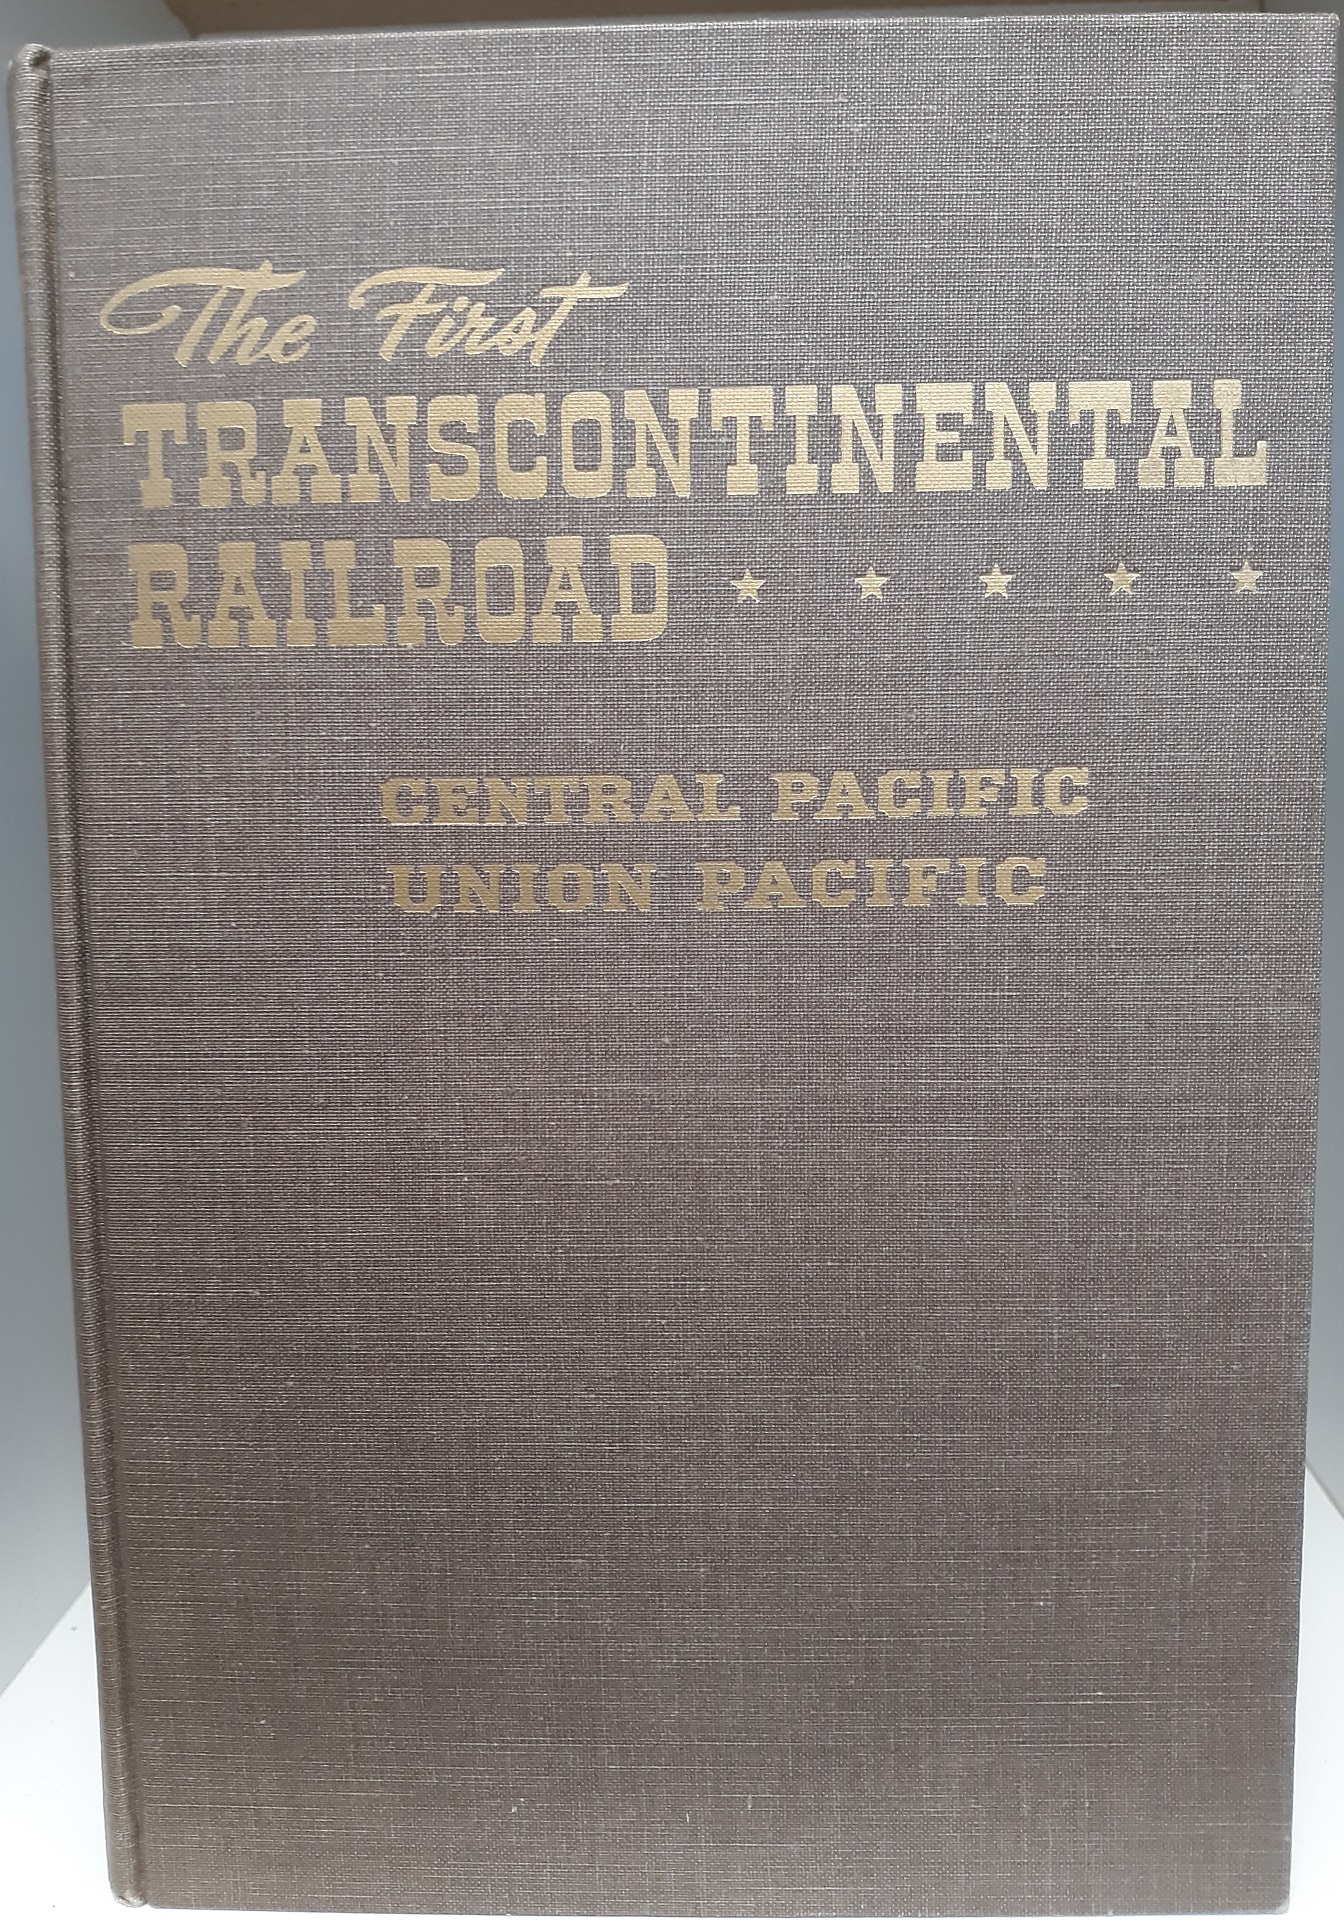 The First
TRANSCONTINENTAL
RAILROAD ★ ★ ★ ★ ★
CENTRAL PACIFIC
UNION PACIFIC